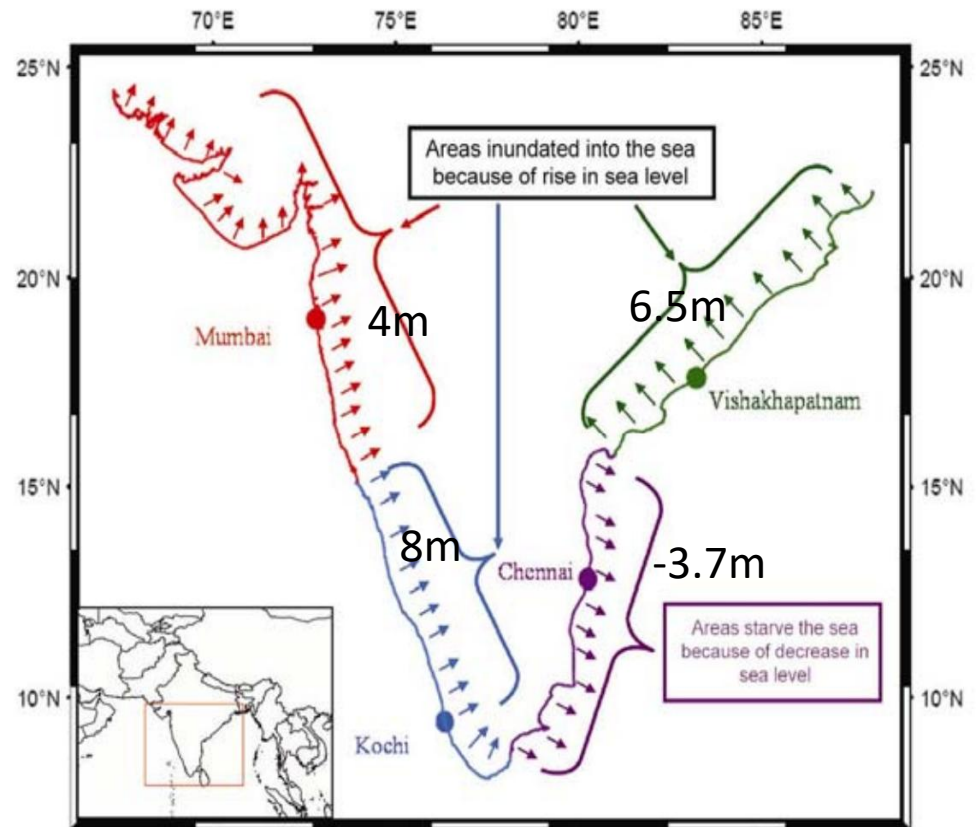 70°E 75°E 80°E 85°E
25°N 25°N
Areas inundated into the sea
because of rise in sea level
20°N 20°N
6.5m
4m
Mumbai
Vishakhapatnam
15°N 15°N
8m
Chennai
-3.7m
Areas starve the sea
because of decrease in
sea level
10°N 10°N
Kochi